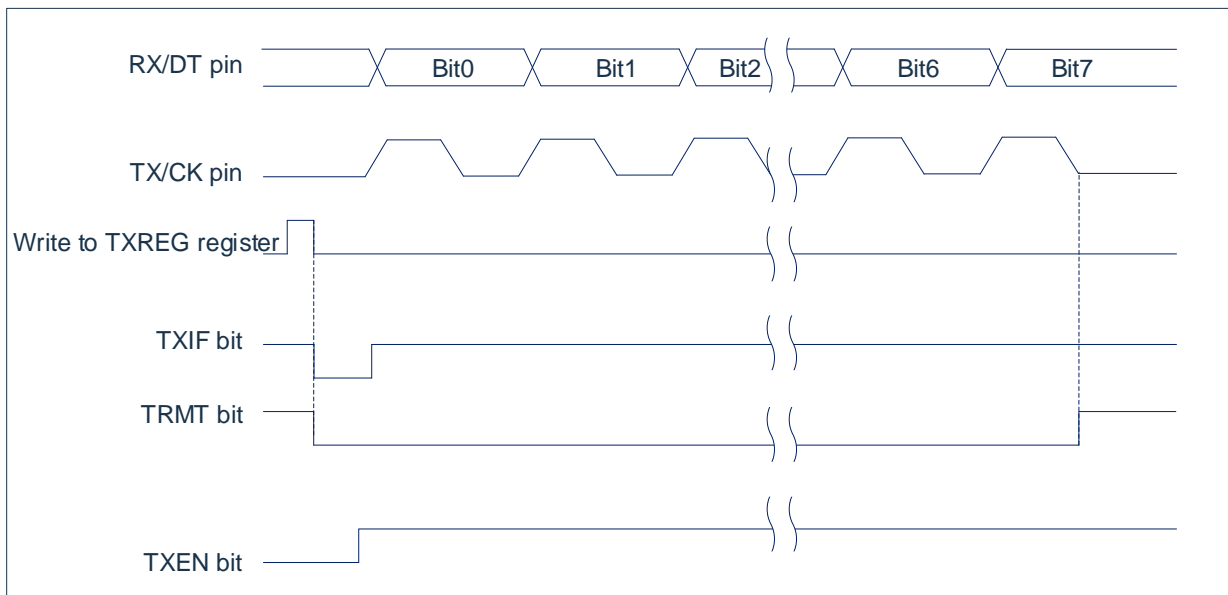 RX/DT pin
Bit0 Bit1 Bit2 Bit6 Bit7
TX/CK pin
Write to TXREG register
TXIF bit
TRMT bit
TXEN bit